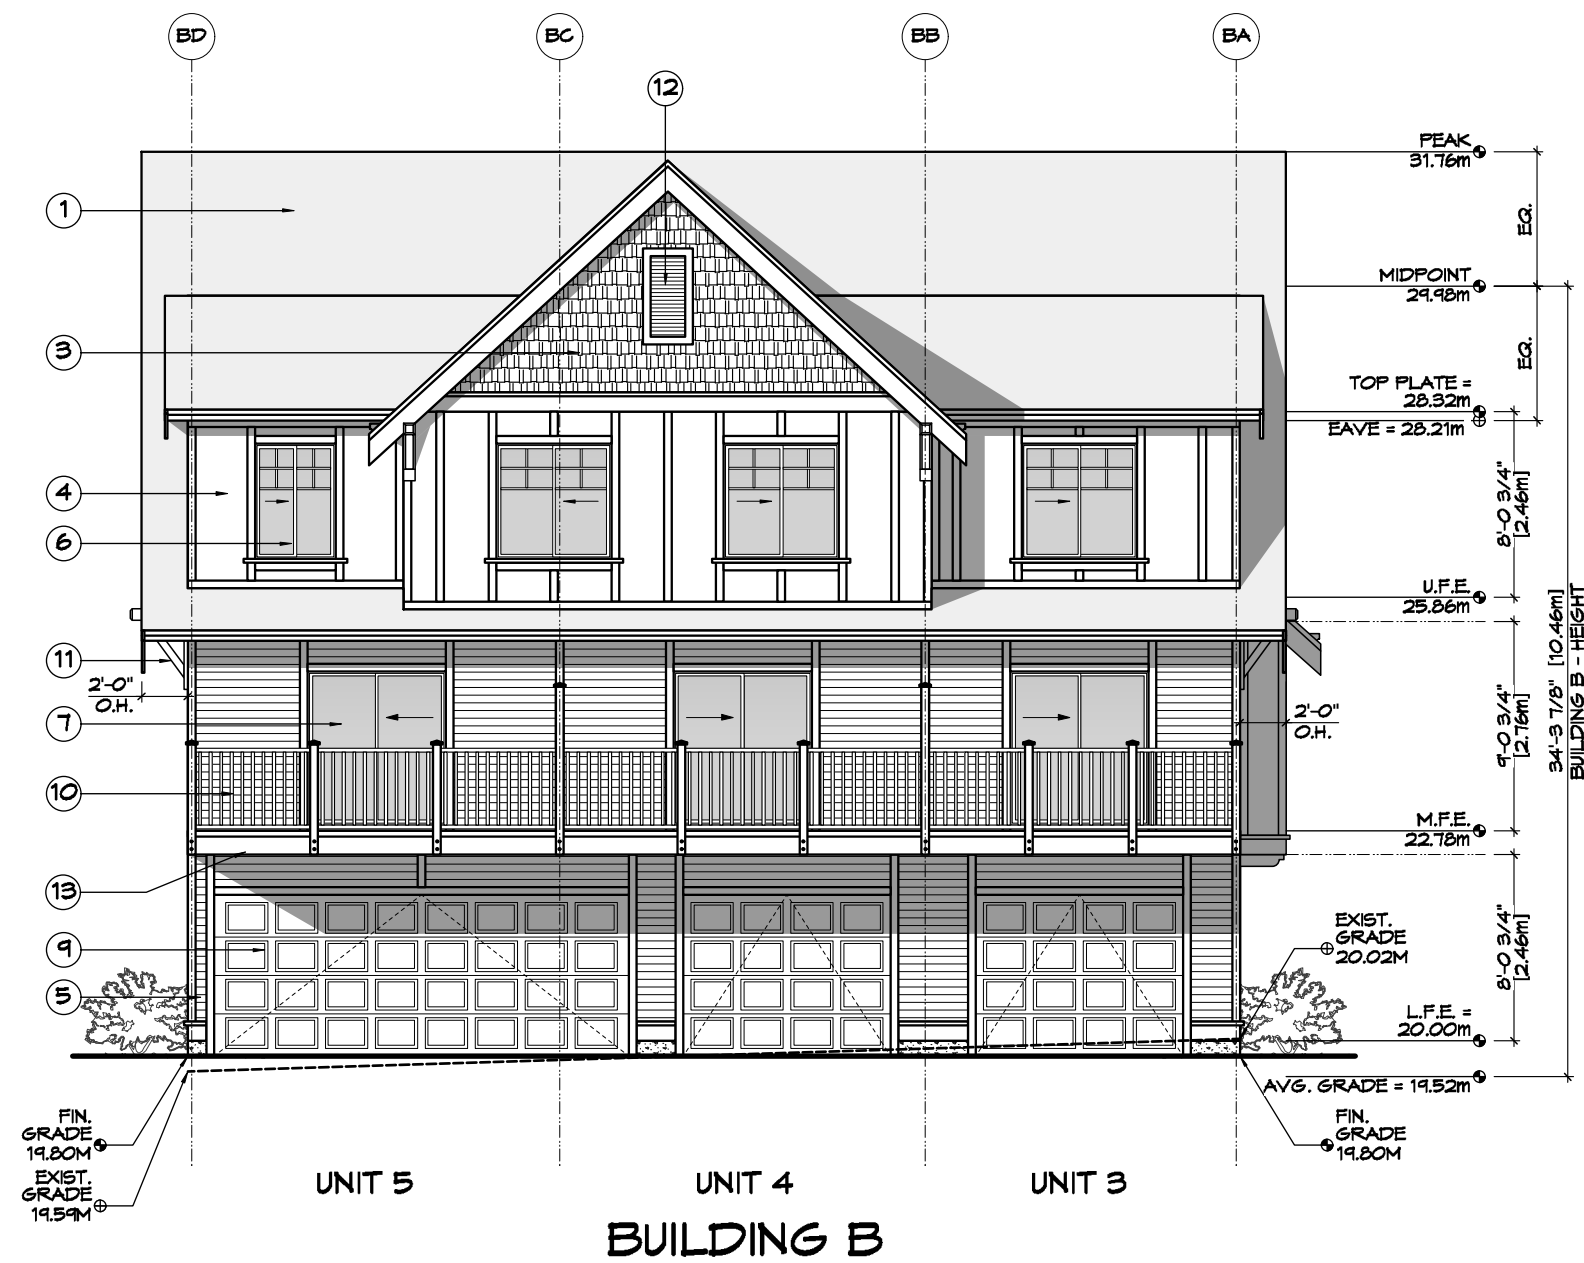 BD
BC
BB
BA
12
PEAK
31.76m
1
EQ.
MIDPOINT
29.98m
3
EQ.
TOP PLATE =
28.32m
EAVE = 28.21m
4
8'-0 3/4"
[2.46m]
6
U.F.E.
25.86m
11
2'-0"
O.H.
7
2'-0"
O.H.
9'-0 3/4"
[2.76m]
34'-3 7/8" [10.46m]
BUILDING B - HEIGHT
10
M.F.E.
22.78m
13
9
EXIST.
GRADE
20.02M
8'-0 3/4"
[2.46m]
5
L.F.E. =
20.00m
AVG. GRADE = 19.52m
FIN.
GRADE
19.80M
FIN.
GRADE
19.80M
EXIST.
GRADE
19.59M
UNIT 5
UNIT 4
UNIT 3
BUILDING B